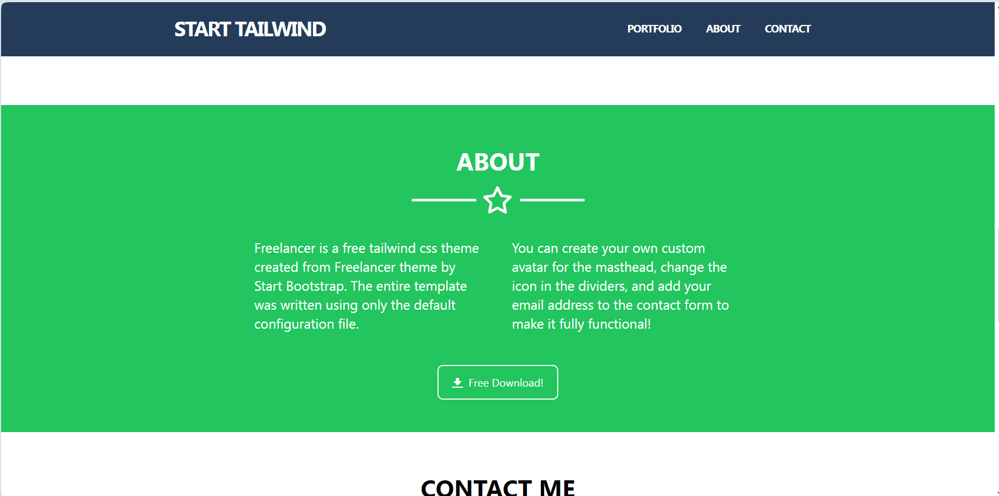 START TAILWIND
PORTFOLIO ABOUT CONTACT
ABOUT
Freelancer is a free tailwind css theme
created from Freelancer theme by
Start Bootstrap. The entire template
was written using only the default
configuration file.
You can create your own custom
avatar for the masthead, change the
icon in the dividers, and add your
email address to the contact form to
make it fully functional!
Free Download!
CONTACT ME